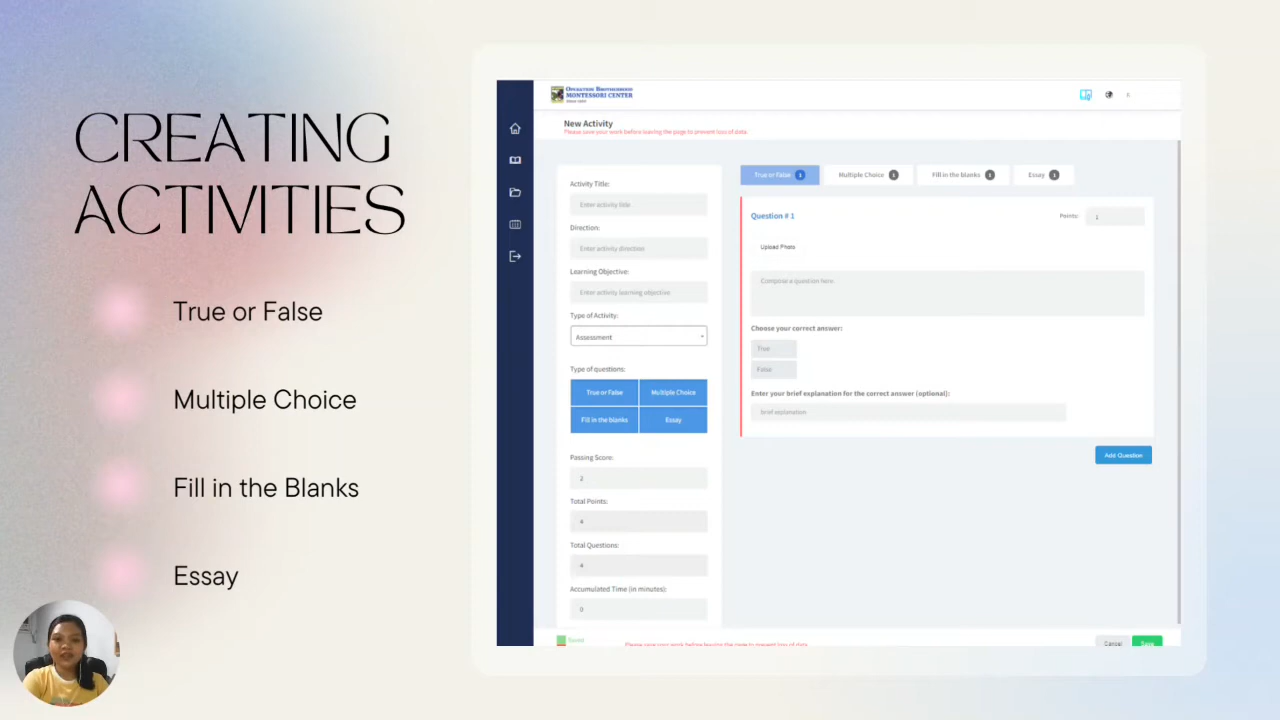 CREATING
ACTIVITIES
True or False
Multiple Choice
Fill in the Blanks
Essay
OPERATION BROTHERHOOD
MONTESSORI CENTER
New Activity
Please save your work before leaving the page to prevent loss of data
Activity Title:
Enter activity title
Direction:
Enter activity direction
Learning Objective:
Enter activity learning objective
Type of Activity:
Assessment
Type of questions:
True or False
Multiple Choice
Fill in the blanks
Essay
Passing Score:
2
Total Points:
4
Total Questions:
4
Accumulated Time (in minutes):
0
True or False 1
Multiple Choice 1
Fill in the blanks 1
Essay 1
Question # 1
Points: 1
Upload Photo
Compose a question here.
Choose your correct answer:
True
False
Enter your brief explanation for the correct answer (optional):
brief explanation
Add Question
Saved
Please save your work before leaving the page to prevent loss of data
Cancel
Save